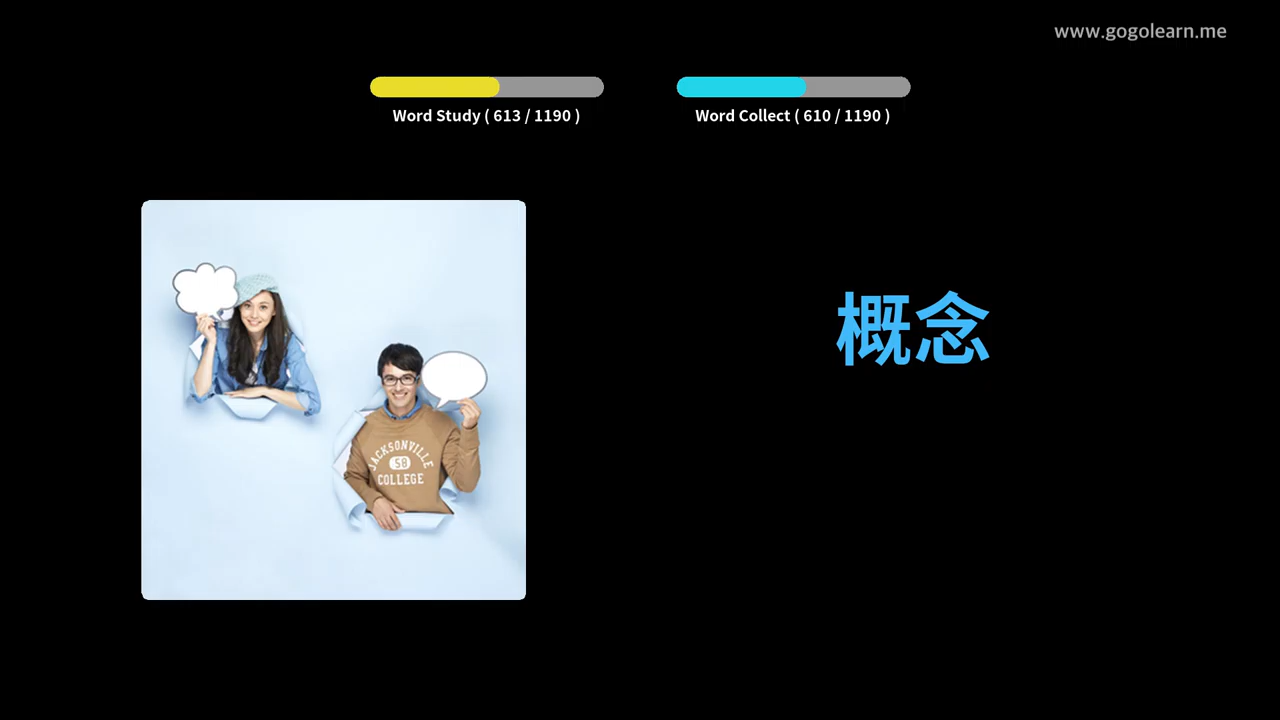 www.gogolearn.me
Word Study ( 613 / 1190 )
Word Collect ( 610 / 1190 )
概念
JACKSONVILLE
58
COLLEGE